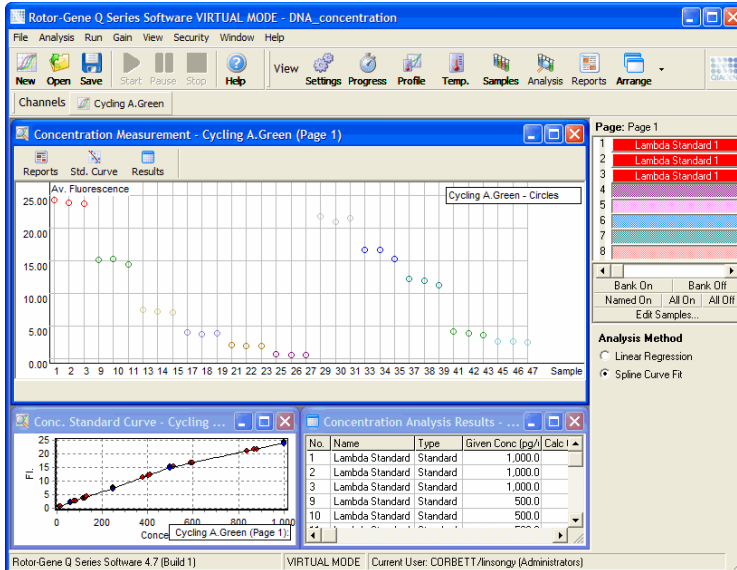 Rotor-Gene Q Series Software VIRTUAL MODE - DNA_concentration
File Analysis Run Gain View Security Window Help
New Open Save Start Pause Stop Help View Settings Progress Profile Temp. Samples Analysis Reports Arrange
Channels Cycling A.Green
Concentration Measurement - Cycling A.Green (Page 1)
Reports Std. Curve Results
Av. Fluorescence
Cycling A.Green - Circles
25.00
20.00
15.00
10.00
5.00
0.00
1 2 3 9 10 11 13 14 15 17 18 19 21 22 23 25 26 27 29 30 31 33 34 35 37 38 39 41 42 43 45 46 47 Sample
Page: Page 1
1 Lambda Standard 1
2 Lambda Standard 1
3 Lambda Standard 1
4
5
6
7
8
Bank On Bank Off
Named On All On All Off
Edit Samples...
Analysis Method
Linear Regression
Spline Curve Fit
Conc. Standard Curve - Cycling ...
25
20
15
10
5
0
Fl.
0 200 400 600 800 1,000
Conce
Cycling A.Green (Page 1):
Concentration Analysis Results - ...
No. Name Type Given Conc (pg/ Calc
1 Lambda Standard Standard 1,000.0
2 Lambda Standard Standard 1,000.0
3 Lambda Standard Standard 1,000.0
9 Lambda Standard Standard 500.0
10 Lambda Standard Standard 500.0
Rotor-Gene Q Series Software 4.7 (Build 1) VIRTUAL MODE Current User: CORBETT/linsongy (Administrators)